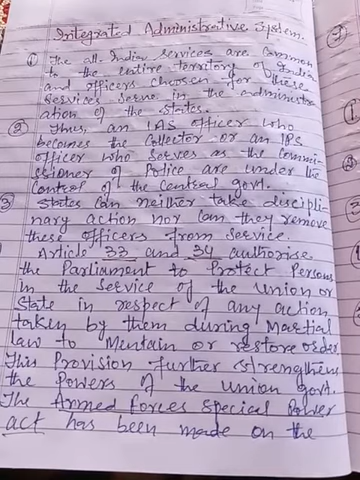 Integrated Administrative System.
① The all-India Services are Common
to the entire territory of India
and officers choosen for these
Services Serve in the administr
ation of the States.
② Thus, an IAS officer who
becomes the Collector or an IPS
officer who Serves as the Commi-
ssioner of Police are under the
Control of the Central govt.
③ States Can neither take discipli-
nary action nor Can they remove
these officers from Service.
Article 33 and 34 authorise
the Parliament to Protect Persons
in the Service of the Union or
State in respect of any action
taken by them during Martial
law to Mentain or restore order
This Provision further strengthens
the Powers of the Union govt.
The Armed forces Special Power
act has been made on the